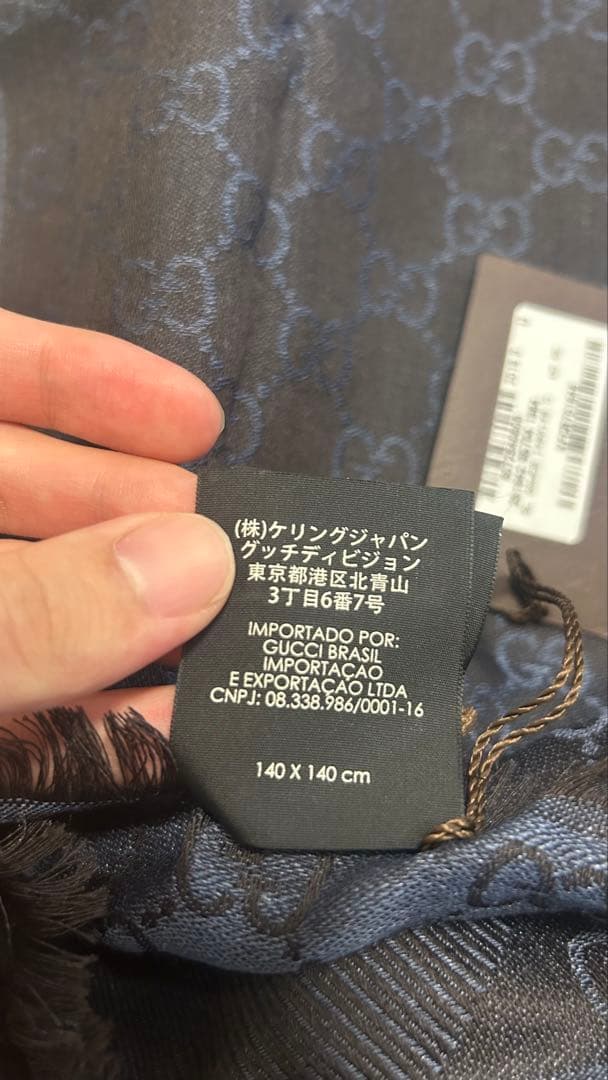 (株)ケリングジャパン
グッチディビジョン
東京都港区北青山
3丁目6番7号
IMPORTADO POR:
GUCCI BRASIL
IMPORTAÇAO
E EXPORTAÇAO LTDA
CNPJ: 08.338.986/0001-16
140 X 140 cm